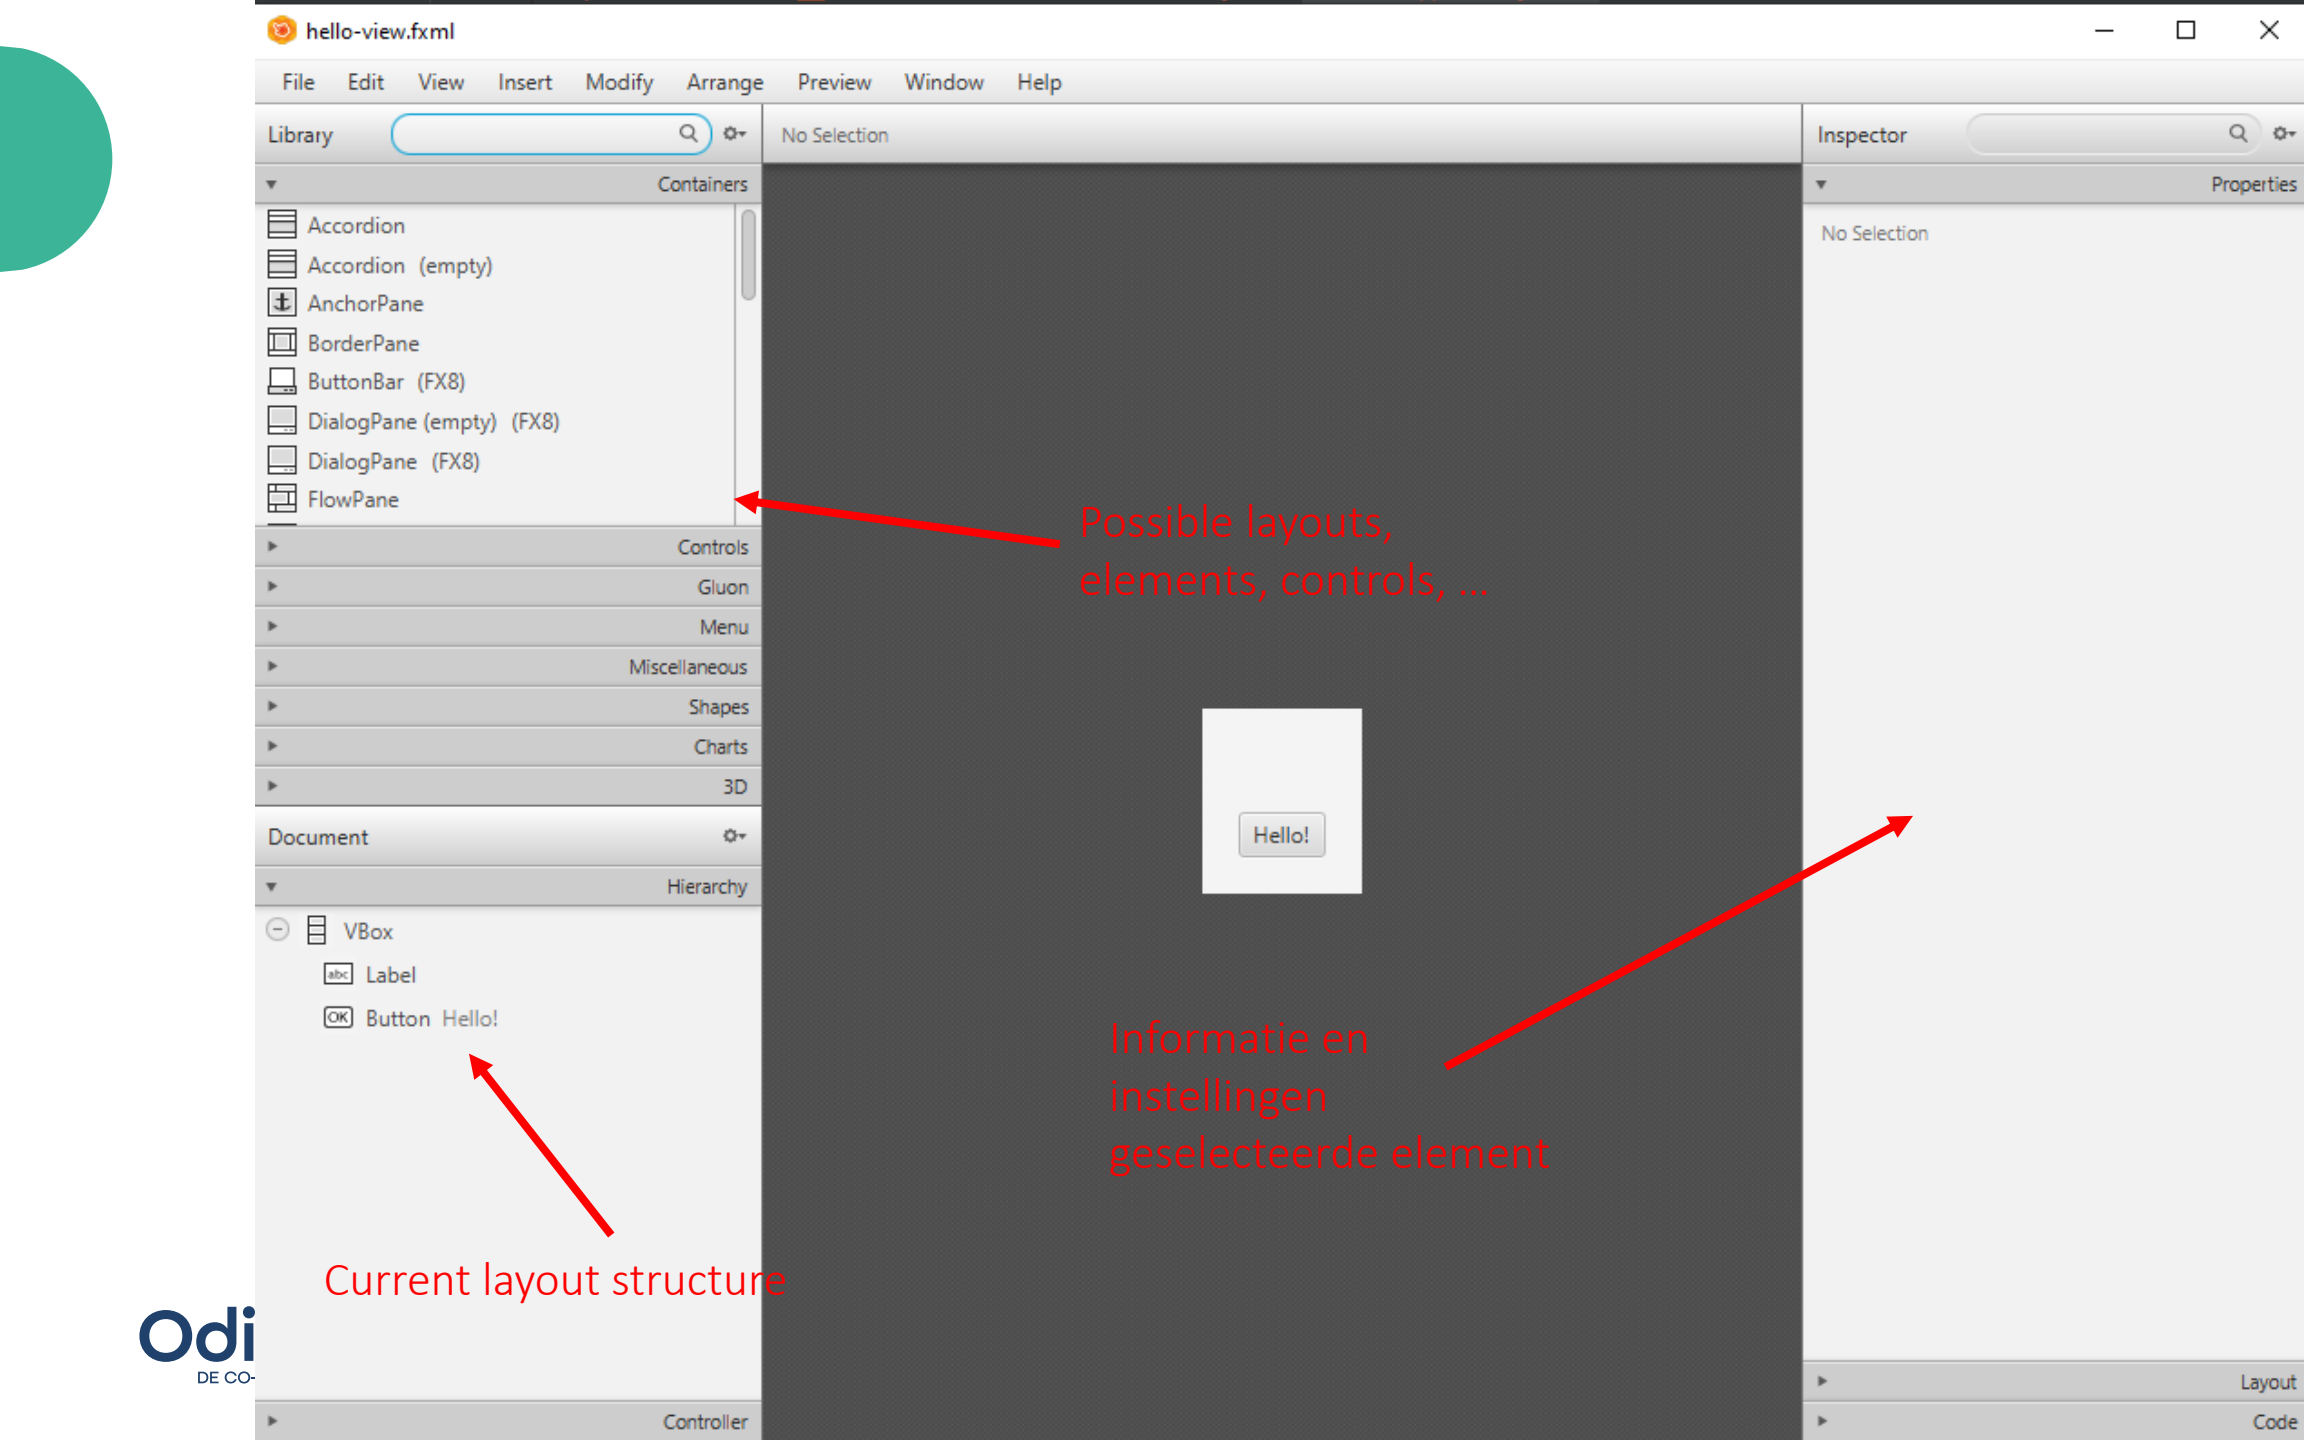 hello-view.fxml
File Edit View Insert Modify Arrange Preview Window Help
Library
No Selection
Inspector
Containers
Properties
Accordion
Accordion (empty)
AnchorPane
BorderPane
ButtonBar (FX8)
DialogPane (empty) (FX8)
DialogPane (FX8)
FlowPane
No Selection
Controls
Gluon
Menu
Miscellaneous
Shapes
Charts
3D
Possible layouts,
elements, controls, ...
Hello!
Document
Hierarchy
VBox
abc Label
OK Button Hello!
Informatie en
instellingen
geselecteerde element
Current layout structure
Odi
DE CO-
Controller
Layout
Code